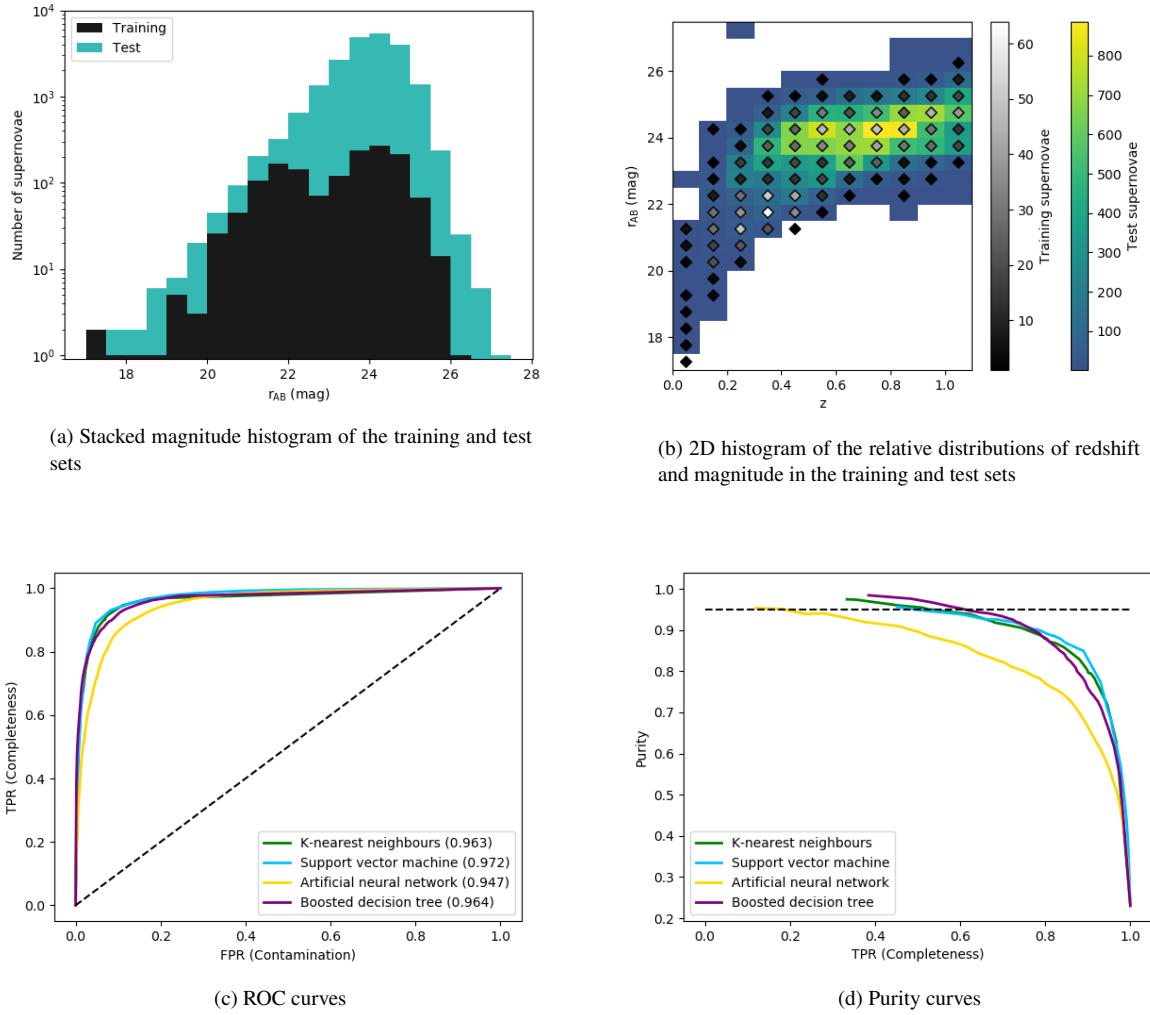 Training
Test
10^4
10^3
10^2
10^1
10^0
Number of supernovae
18 20 22 24 26 28
r_AB (mag)
(a) Stacked magnitude histogram of the training and test
sets
26
24
22
20
18
r_AB (mag)
0.0 0.2 0.4 0.6 0.8 1.0
z
60
50
40
30
20
10
Training supernovae
800
700
600
500
400
300
200
100
Test supernovae
(b) 2D histogram of the relative distributions of redshift
and magnitude in the training and test sets
1.0
0.8
0.6
0.4
0.2
0.0
TPR (Completeness)
K-nearest neighbours (0.963)
Support vector machine (0.972)
Artificial neural network (0.947)
Boosted decision tree (0.964)
0.0 0.2 0.4 0.6 0.8 1.0
FPR (Contamination)
(c) ROC curves
1.0
0.9
0.8
0.7
0.6
0.5
0.4
0.3
0.2
Purity
K-nearest neighbours
Support vector machine
Artificial neural network
Boosted decision tree
0.0 0.2 0.4 0.6 0.8 1.0
TPR (Completeness)
(d) Purity curves